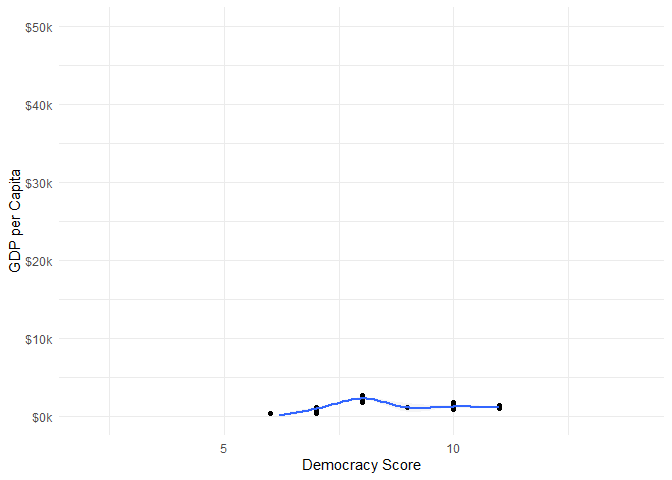 $50k
$40k
$30k
$20k
$10k
$0k
GDP per Capita
5 10
Democracy Score